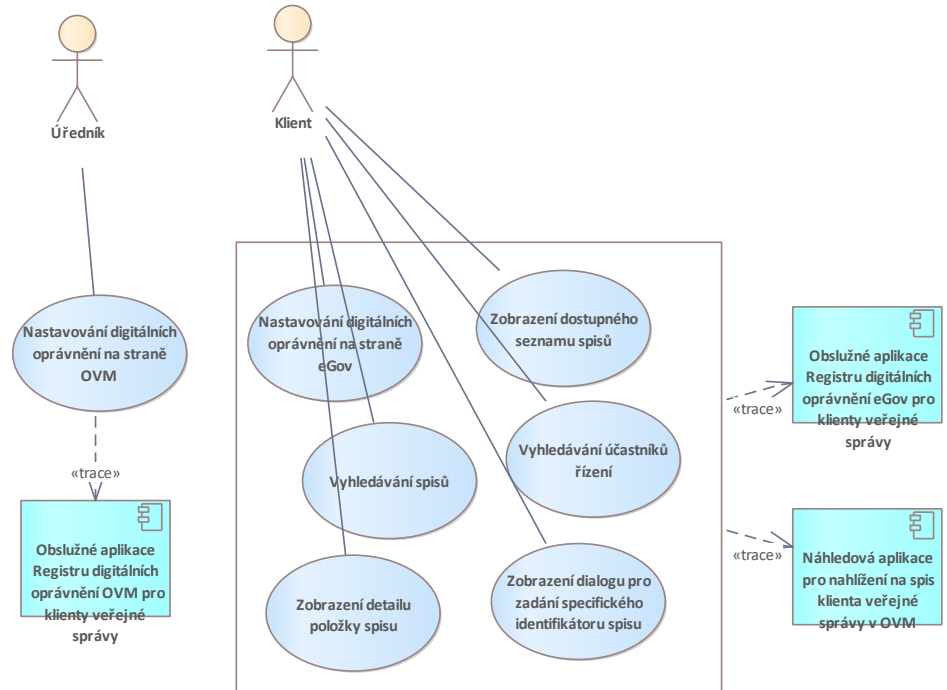 Úředník
Klient
Nastavování digitálních
oprávnění na straně
OVM
«trace»
Obslužné aplikace
Registru digitálních
oprávnění OVM pro
klienty veřejné
správy
Nastavování digitálních
oprávnění na straně
eGov
Zobrazení dostupného
seznamu spisů
Vyhledávání spisů
Vyhledávání účastníků
řízení
Zobrazení detailu
položky spisu
Zobrazení dialogu pro
zadání specifického
identifikátoru spisu
«trace»
Obslužné aplikace
Registru digitálních
oprávnění eGov pro
klienty veřejné
správy
«trace»
Náhledová aplikace
pro nahlížení na spis
klienta veřejné
správy v OVM